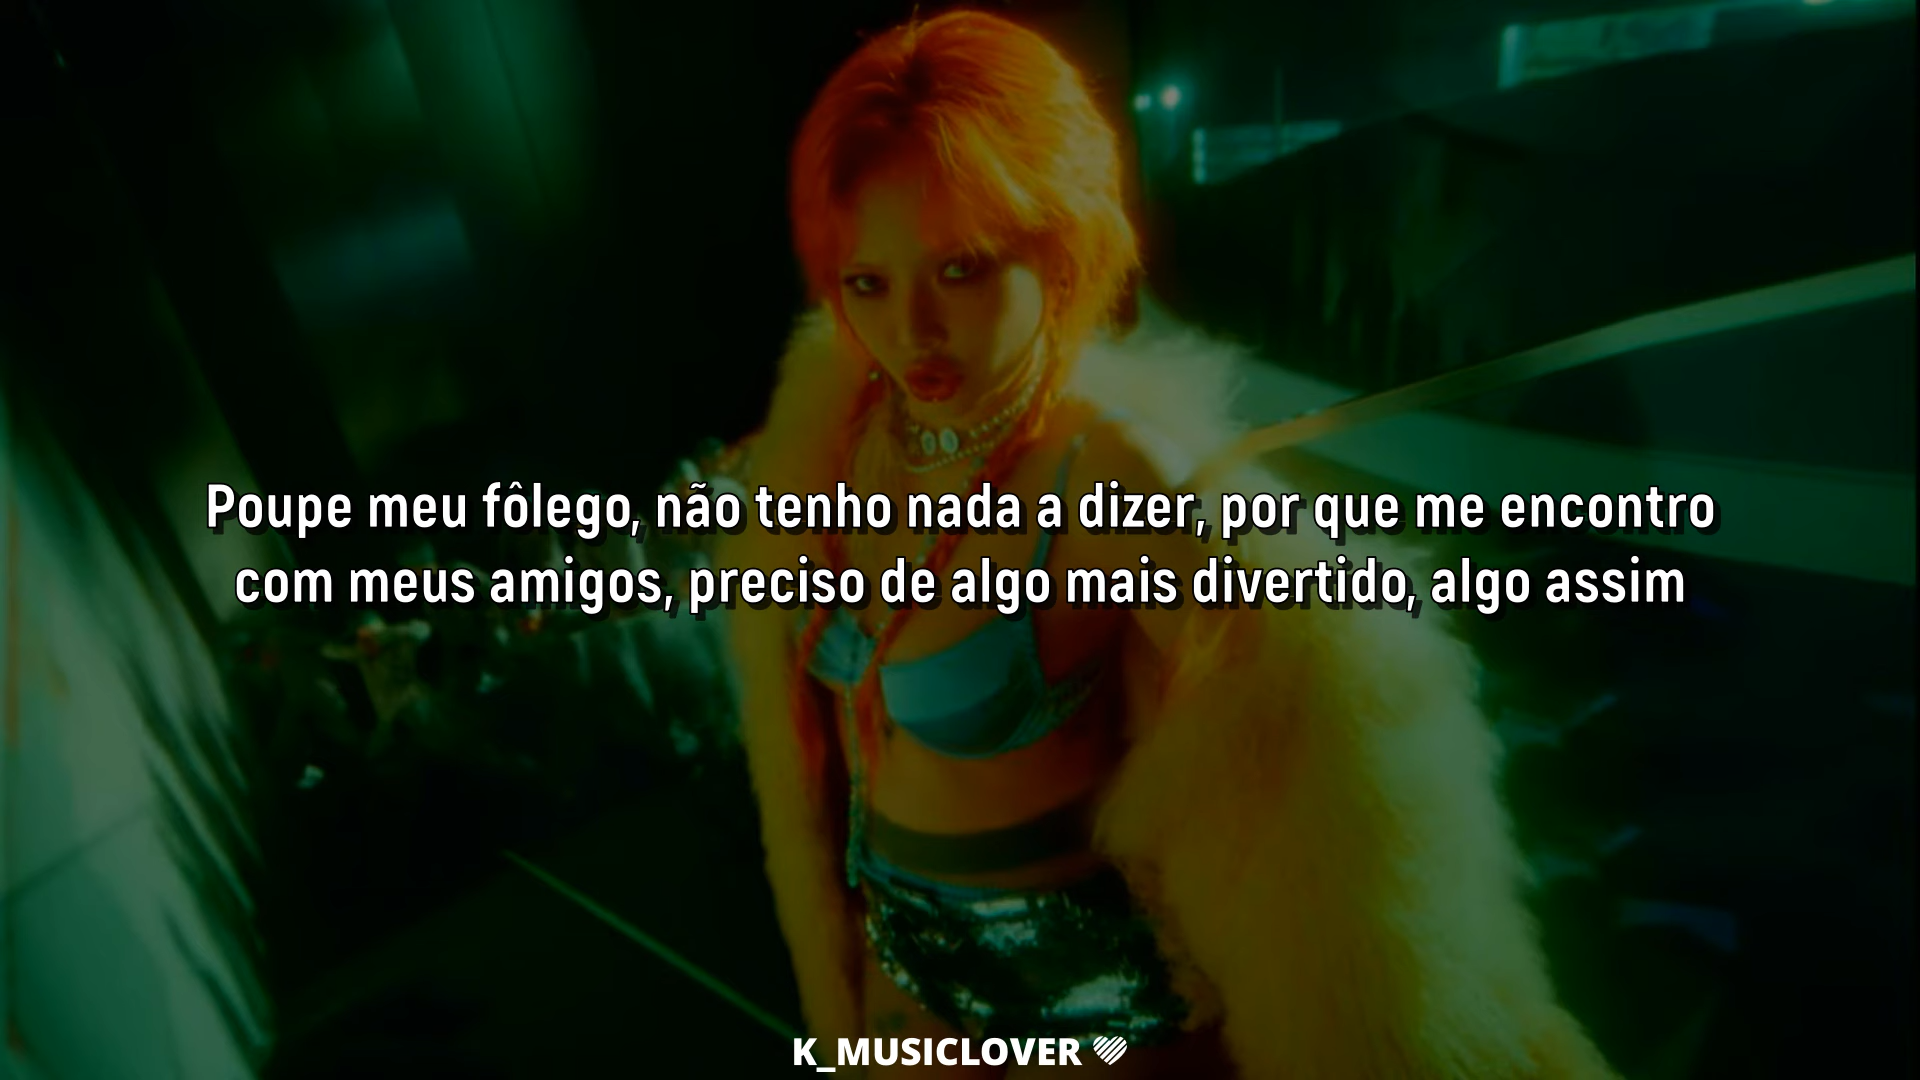 Poupe meu fôlego, não tenho nada a dizer, por que me encontro
com meus amigos, preciso de algo mais divertido, algo assim
K_MUSICLOVER